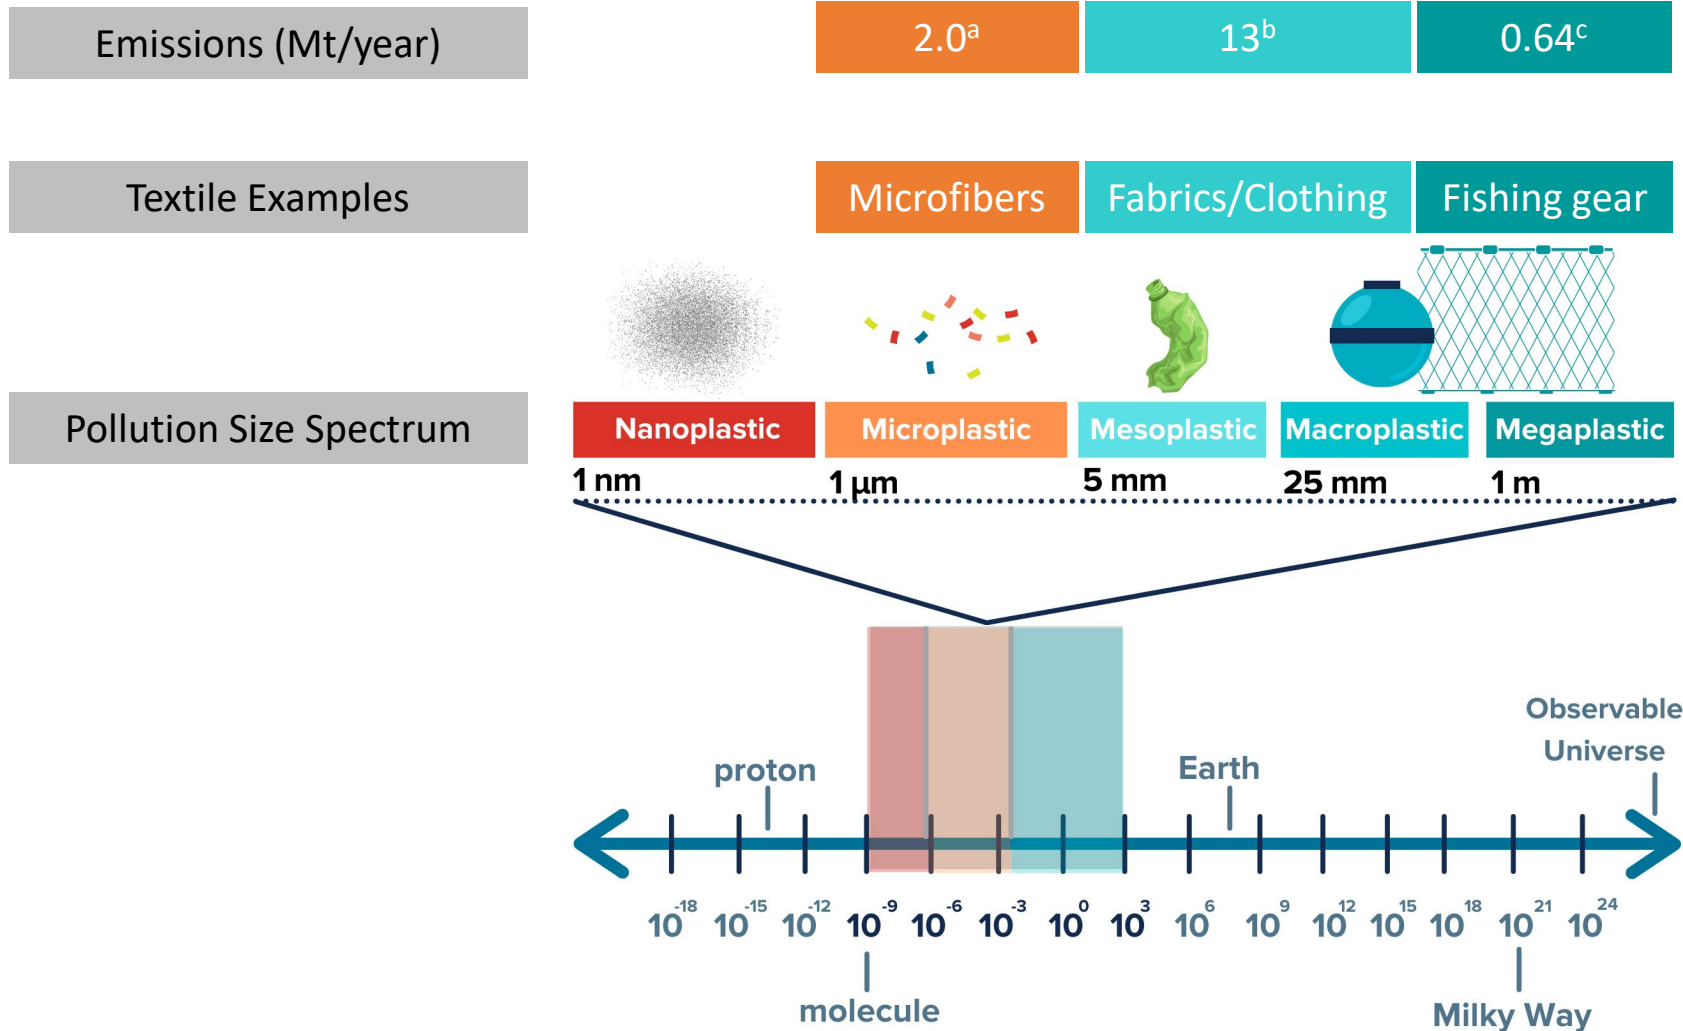 Emissions (Mt/year)
2.0ᵃ
13ᵇ
0.64ᶜ
Textile Examples
Microfibers
Fabrics/Clothing
Fishing gear
Pollution Size Spectrum
Nanoplastic
Microplastic
Mesoplastic
Macroplastic
Megaplastic
1 nm
1 µm
5 mm
25 mm
1 m
Observable
Universe
proton
Earth
10⁻¹⁸
10⁻¹⁵
10⁻¹²
10⁻⁹
10⁻⁶
10⁻³
10⁰
10³
10⁶
10⁹
10¹²
10¹⁵
10¹⁸
10²¹
10²⁴
molecule
Milky Way